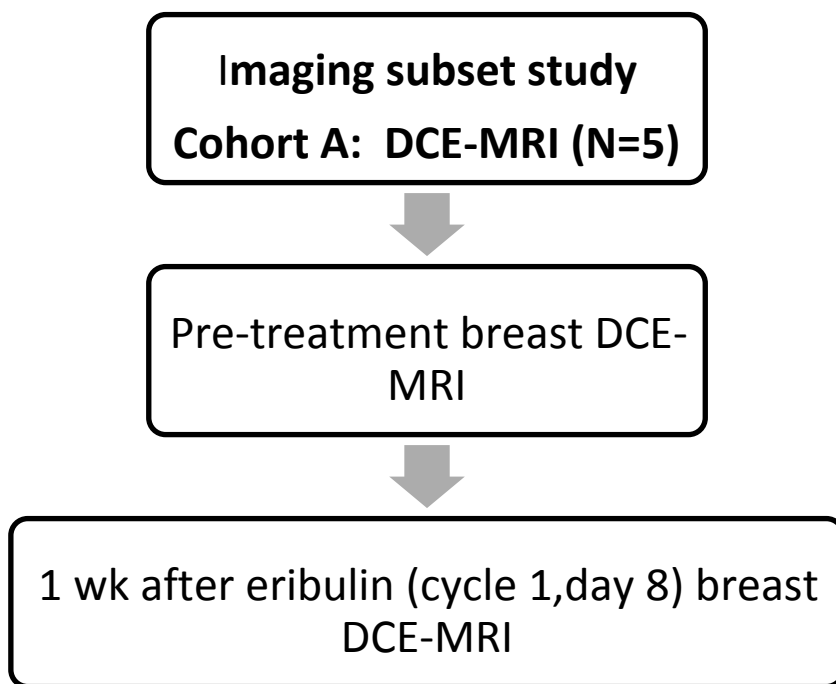 Imaging subset study
Cohort A:  DCE-MRI (N=5)
Pre-treatment breast DCE-
MRI
1 wk after eribulin (cycle 1,day 8) breast
DCE-MRI